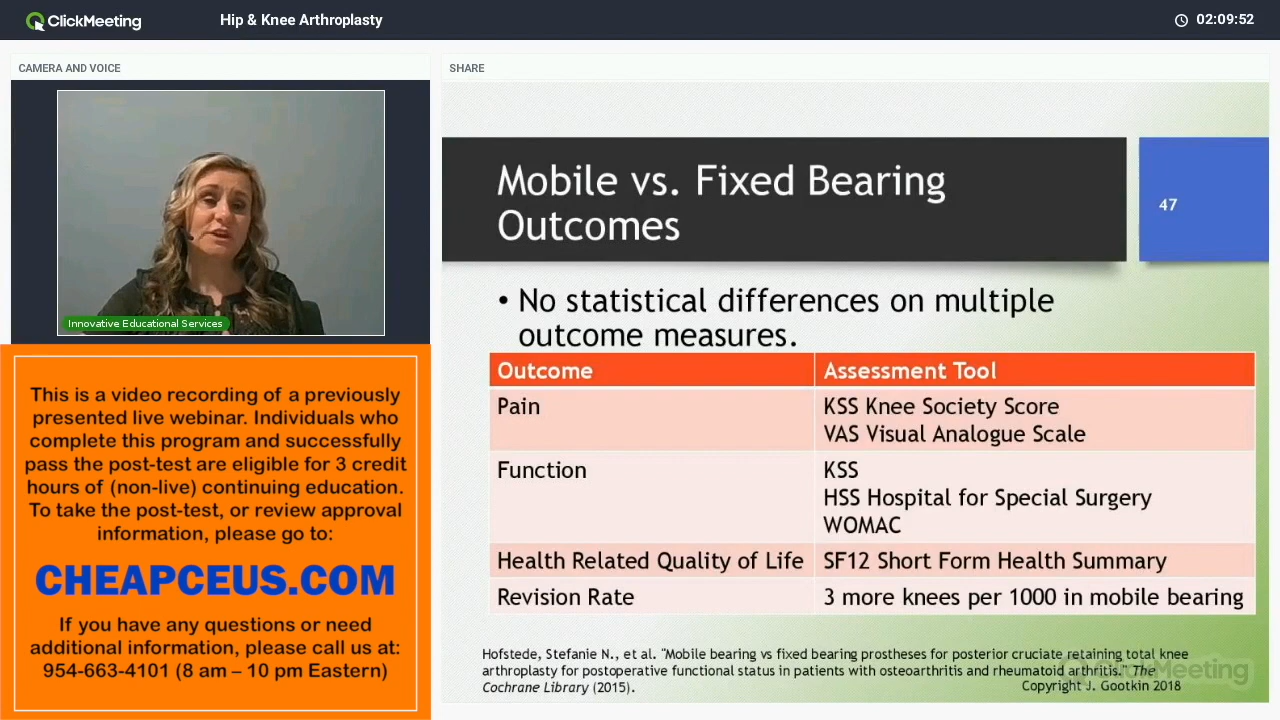 ClickMeeting
Hip & Knee Arthroplasty
02:09:52
CAMERA AND VOICE
Innovative Educational Services
This is a video recording of a previously
presented live webinar. Individuals who
complete this program and successfully
pass the post-test are eligible for 3 credit
hours of (non-live) continuing education.
To take the post-test, or review approval
information, please go to:
CHEAPCEUS.COM
If you have any questions or need
additional information, please call us at:
954-663-4101 (8 am – 10 pm Eastern)
SHARE
Mobile vs. Fixed Bearing
Outcomes
47
• No statistical differences on multiple
outcome measures.
Outcome Assessment Tool
Pain KSS Knee Society Score
VAS Visual Analogue Scale
Function KSS
HSS Hospital for Special Surgery
WOMAC
Health Related Quality of Life SF12 Short Form Health Summary
Revision Rate 3 more knees per 1000 in mobile bearing
Hofstede, Stefanie N., et al. "Mobile bearing vs fixed bearing prostheses for posterior cruciate retaining total knee
arthroplasty for postoperative functional status in patients with osteoarthritis and rheumatoid arthritis." The
Cochrane Library (2015).
Copyright J. Gootkin 2018
ClickMeeting